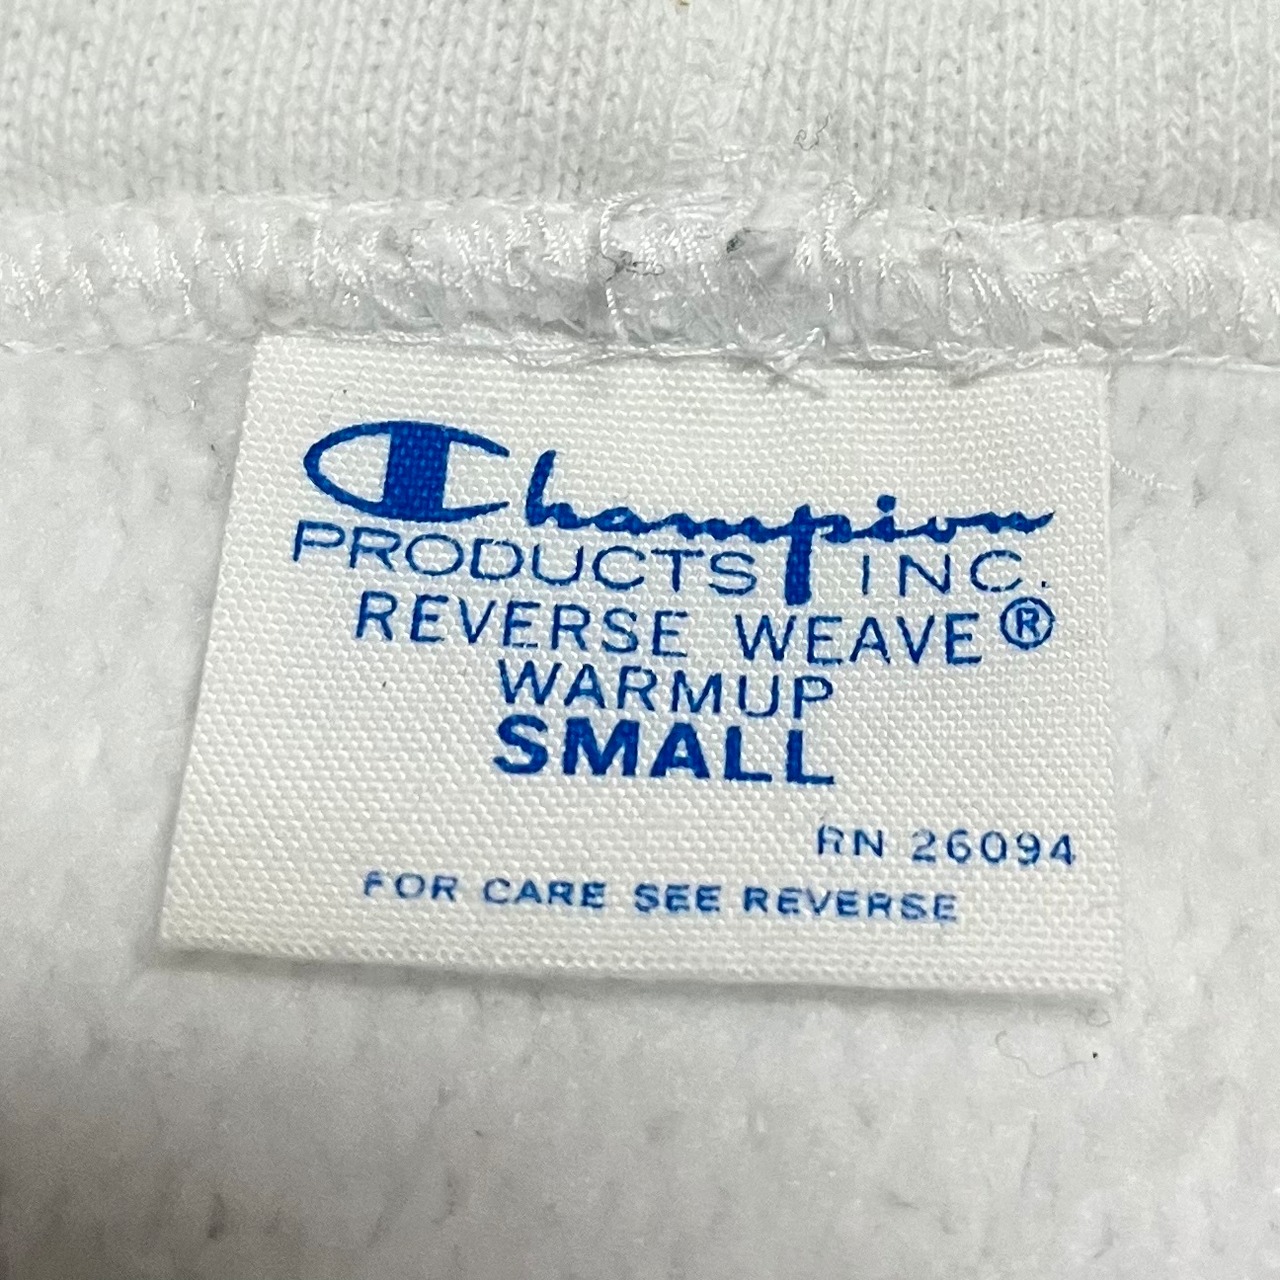 Champion
PRODUCTS INC.
REVERSE WEAVE®
WARMUP
SMALL
RN 26094
FOR CARE SEE REVERSE